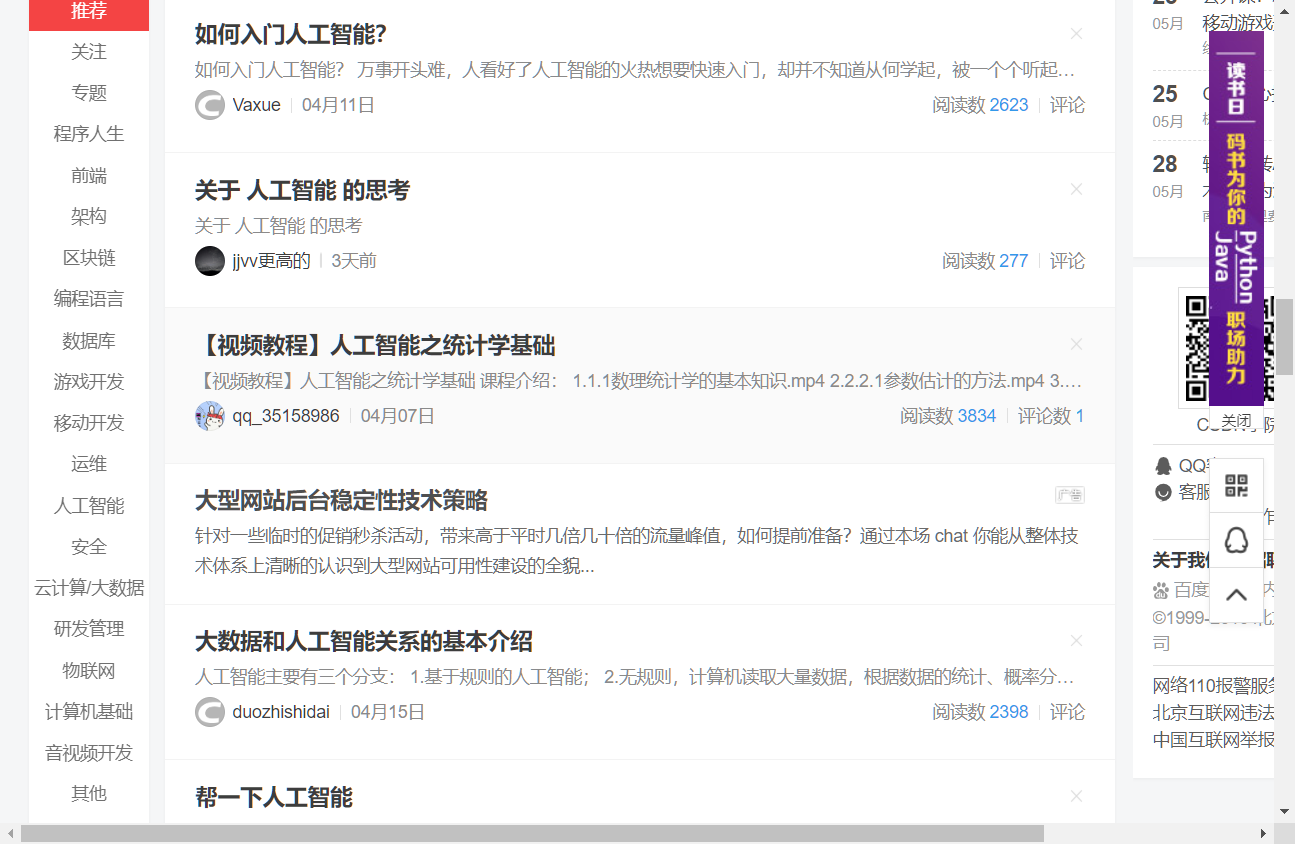 推荐
关注
专题
程序人生
前端
架构
区块链
编程语言
数据库
游戏开发
移动开发
运维
人工智能
安全
云计算/大数据
研发管理
物联网
计算机基础
音视频开发
其他
如何入门人工智能?
如何入门人工智能? 万事开头难，人看好了人工智能的火热想要快速入门，却并不知道从何学起，被一个个听起…
Vaxue 04月11日 阅读数 2623 评论
关于 人工智能 的思考
关于 人工智能 的思考
jjvv更高的 3天前 阅读数 277 评论
【视频教程】人工智能之统计学基础
【视频教程】人工智能之统计学基础 课程介绍： 1.1.1数理统计学的基本知识.mp4 2.2.2.1参数估计的方法.mp4 3.…
qq_35158986 04月07日 阅读数 3834 评论数 1
大型网站后台稳定性技术策略
广告
针对一些临时的促销秒杀活动，带来高于平时几倍几十倍的流量峰值，如何提前准备？通过本场 chat 你能从整体技
术体系上清晰的认识到大型网站可用性建设的全貌...
大数据和人工智能关系的基本介绍
人工智能主要有三个分支： 1.基于规则的人工智能； 2.无规则，计算机读取大量数据，根据数据的统计、概率分…
duozhishidai 04月15日 阅读数 2398 评论
帮一下人工智能
05月 移动游戏
25
05月
28
05月
读书日
码书为你的
Python
Java
职场助力
关闭
QQ
客服
关于我们
百度
©1999-
司
网络110报警服务
北京互联网违法
中国互联网举报